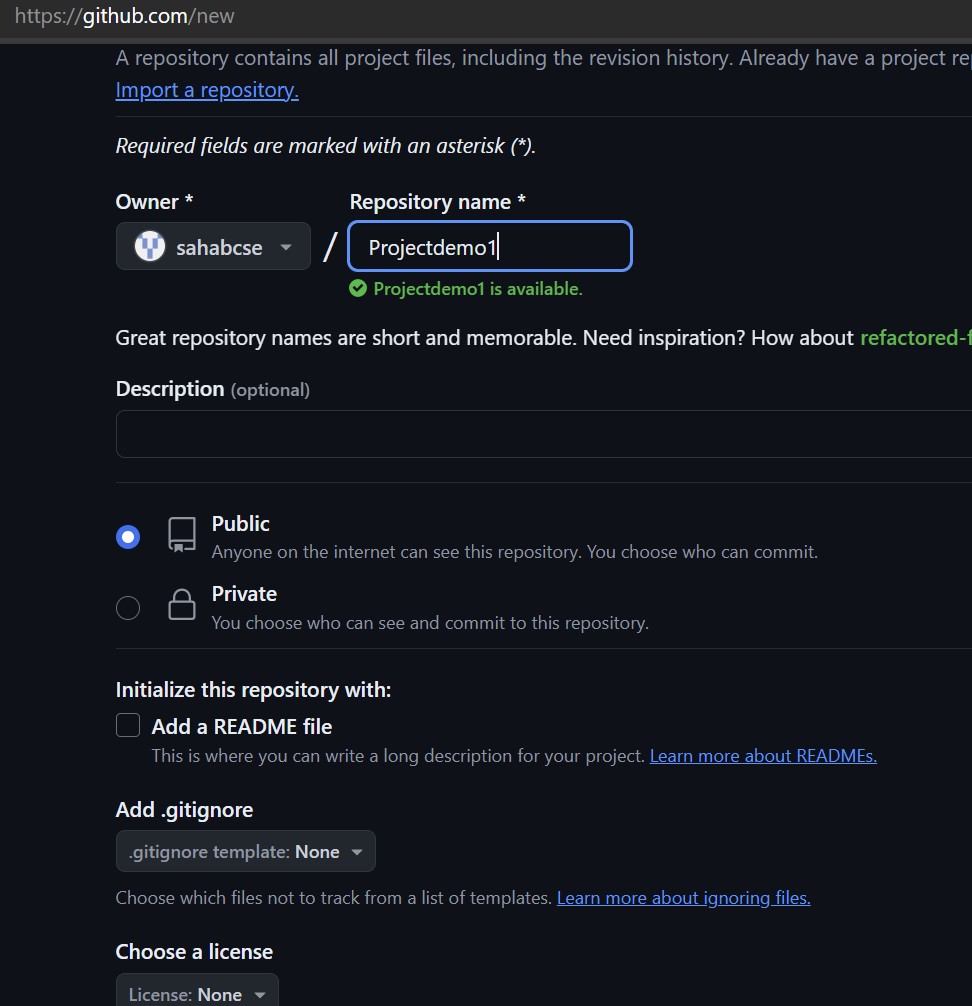 https://github.com/new
A repository contains all project files, including the revision history. Already have a project
Import a repository.
Required fields are marked with an asterisk (*).
Owner *
Repository name *
sahabcse
/
Projectdemo1
Projectdemo1 is available.
Great repository names are short and memorable. Need inspiration? How about refactored-
Description (optional)
Public
Anyone on the internet can see this repository. You choose who can commit.
Private
You choose who can see and commit to this repository.
Initialize this repository with:
Add a README file
This is where you can write a long description for your project. Learn more about READMEs.
Add .gitignore
.gitignore template: None
Choose which files not to track from a list of templates. Learn more about ignoring files.
Choose a license
License: None